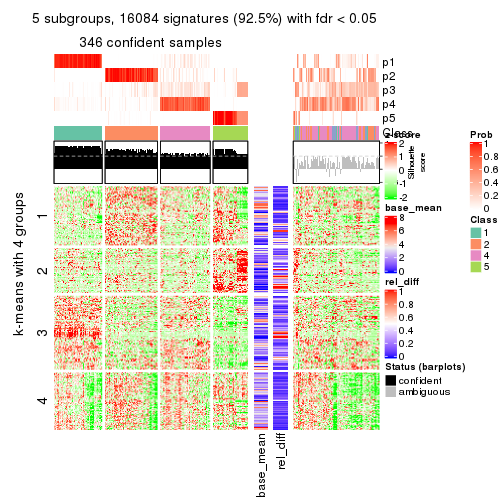 5 subgroups, 16084 signatures (92.5%) with fdr < 0.05
346 confident samples
p1
p2
p3
p4
p5
Class
z-score
2
1
0
-1
-2
Silhouette
score
Prob
1
0.8
0.6
0.4
0.2
0
Class
1
2
4
5
base_mean
8
6
4
2
0
rel_diff
1
0.8
0.6
0.4
0.2
0
Status (barplots)
confident
ambiguous
k-means with 4 groups
1
2
3
4
base_mean
rel_diff